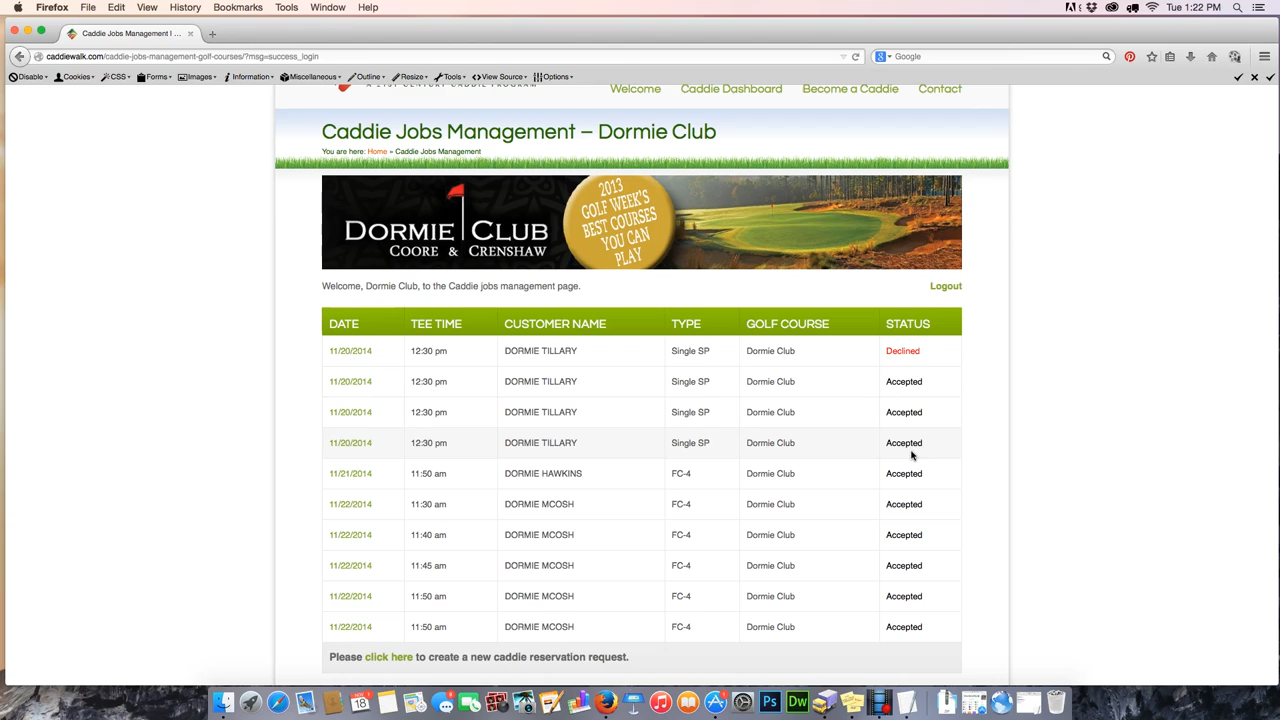 Firefox File Edit View History Bookmarks Tools Window Help Tue 1:22 PM
Caddie Jobs Management I ...
caddiewalk.com/caddie-jobs-management-golf-courses/?msg=success_login Google
Disable Cookies CSS Forms Images Information Miscellaneous Outline Resize Tools View Source Options
Welcome Caddie Dashboard Become a Caddie Contact
Caddie Jobs Management – Dormie Club
You are here: Home » Caddie Jobs Management
DORMIE CLUB
COORE & CRENSHAW
2013
GOLF WEEK'S
BEST COURSES
YOU CAN
PLAY
Welcome, Dormie Club, to the Caddie jobs management page. Logout
DATE TEE TIME CUSTOMER NAME TYPE GOLF COURSE STATUS
11/20/2014 12:30 pm DORMIE TILLARY Single SP Dormie Club Declined
11/20/2014 12:30 pm DORMIE TILLARY Single SP Dormie Club Accepted
11/20/2014 12:30 pm DORMIE TILLARY Single SP Dormie Club Accepted
11/20/2014 12:30 pm DORMIE TILLARY Single SP Dormie Club Accepted
11/21/2014 11:50 am DORMIE HAWKINS FC-4 Dormie Club Accepted
11/22/2014 11:30 am DORMIE MCOSH FC-4 Dormie Club Accepted
11/22/2014 11:40 am DORMIE MCOSH FC-4 Dormie Club Accepted
11/22/2014 11:45 am DORMIE MCOSH FC-4 Dormie Club Accepted
11/22/2014 11:50 am DORMIE MCOSH FC-4 Dormie Club Accepted
11/22/2014 11:50 am DORMIE MCOSH FC-4 Dormie Club Accepted
Please click here to create a new caddie reservation request.
18 Ps Dw